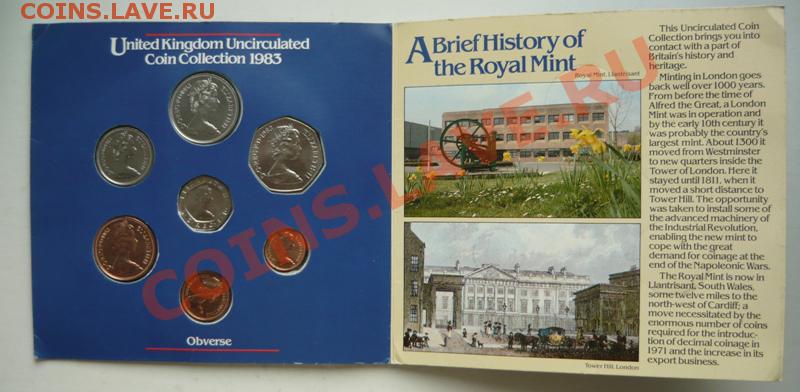 COINS.LAVE.RU
СКОИНС.LAVE.RU
United Kingdom Uncirculated
Coin Collection 1983
Obverse
A Brief History of
the Royal Mint
Royal Mint, Llantrisant
Tower Hill, London
This Uncirculated Coin
Collection brings you into
contact with a part of
Britain's history and
heritage.
Minting in London goes
back well over 1000 years.
From before the time of
Alfred the Great, a London
Mint was in operation and
by the early 10th century it
was probably the country's
largest mint. About 1300 it
moved from Westminster
to new quarters inside the
Tower of London. Here it
stayed until 1811, when it
moved a short distance to
Tower Hill. The opportunity
was taken to install some of
the advanced machinery of
the Industrial Revolution,
enabling the new mint to
cope with the great
demand for coinage at the
end of the Napoleonic Wars.
The Royal Mint is now in
Llantrisant, South Wales,
some twelve miles to the
north-west of Cardiff; a
move necessitated by the
enormous number of coins
required for the introduc-
tion of decimal coinage in
1971 and the increase in its
export business.